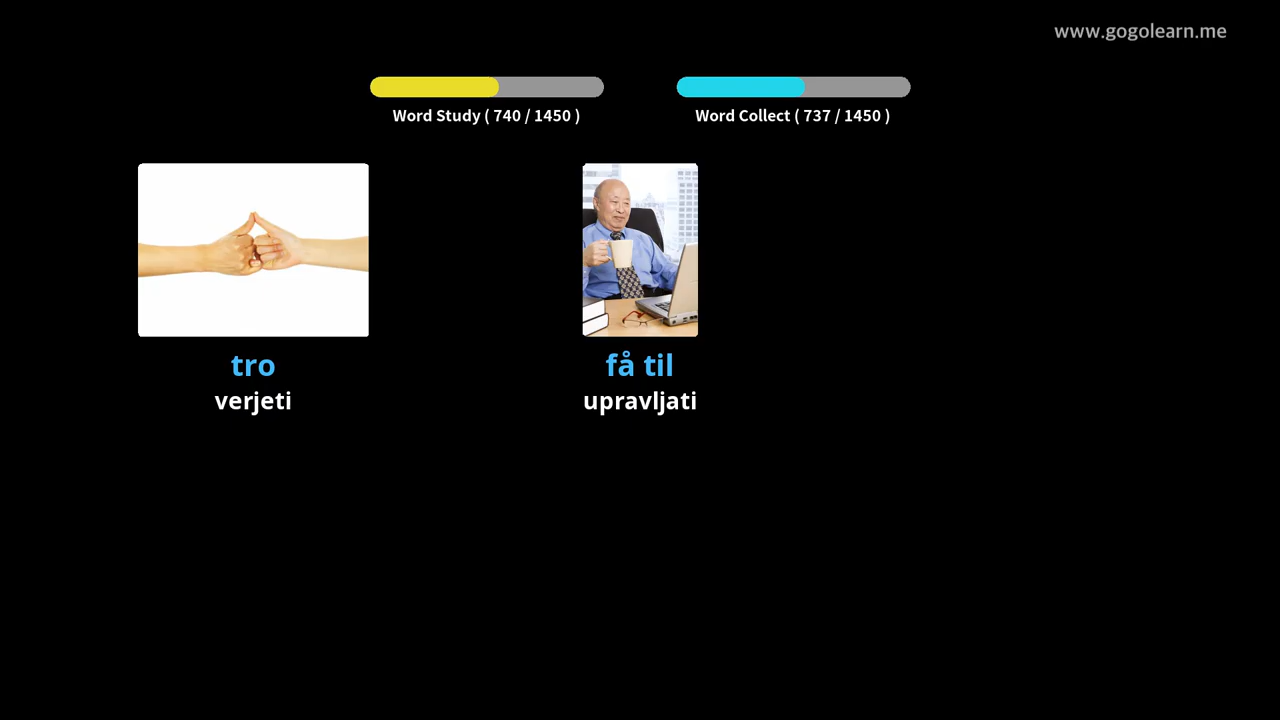 www.gogolearn.me
Word Study ( 740 / 1450 )
Word Collect ( 737 / 1450 )
tro
verjeti
få til
upravljati